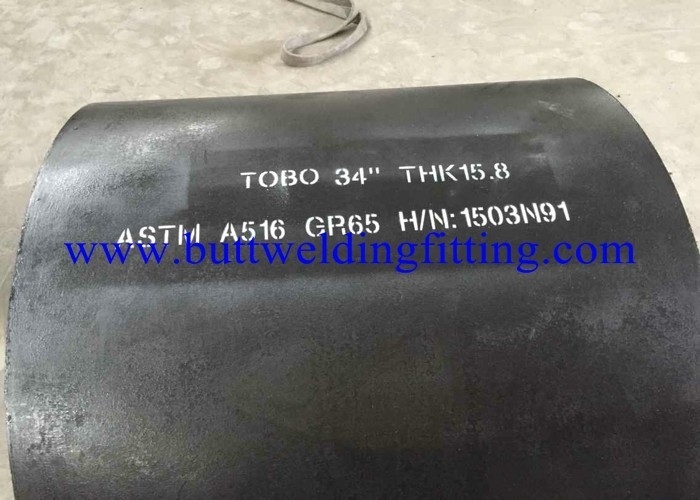 TOBO 34" THK15.8
ASTM A516 GR65 H/N:1503N91
www.buttweldingfitting.com